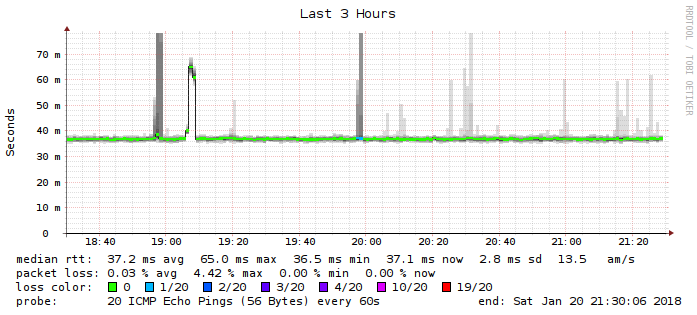 Last 3 Hours
RRDTOOL / TOBI OETIKER
Seconds
70 m
60 m
50 m
40 m
30 m
20 m
10 m
0
18:40 19:00 19:20 19:40 20:00 20:20 20:40 21:00 21:20
median rtt: 37.2 ms avg 65.0 ms max 36.5 ms min 37.1 ms now 2.8 ms sd 13.5 am/s
packet loss: 0.03 % avg 4.42 % max 0.00 % min 0.00 % now
loss color: 0 1/20 2/20 3/20 4/20 10/20 19/20
probe: 20 ICMP Echo Pings (56 Bytes) every 60s end: Sat Jan 20 21:30:06 2018